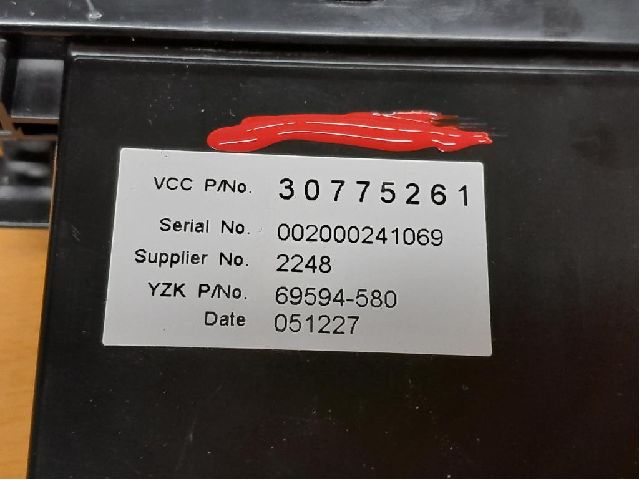 VCC P/No. 30775261
Serial No. 002000241069
Supplier No. 2248
YZK P/No. 69594-580
Date 051227